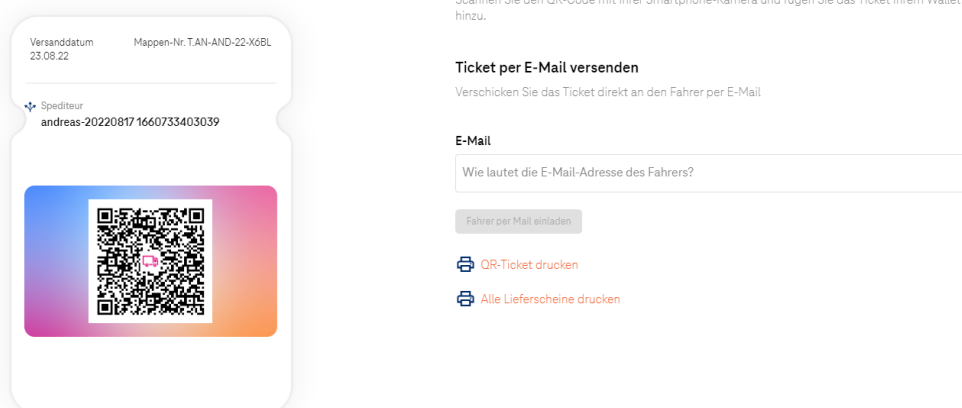 Versanddatum
23.08.22
Mappen-Nr. T.AN-AND-22-X6BL
Spediteur
andreas-20220817 1660733403039
Scannen Sie den QR-Code mit Ihrer Smartphone-Kamera und fügen Sie das Ticket Ihrem Wallet
hinzu.
Ticket per E-Mail versenden
Verschicken Sie das Ticket direkt an den Fahrer per E-Mail
E-Mail
Wie lautet die E-Mail-Adresse des Fahrers?
Fahrer per Mail einladen
QR-Ticket drucken
Alle Lieferscheine drucken